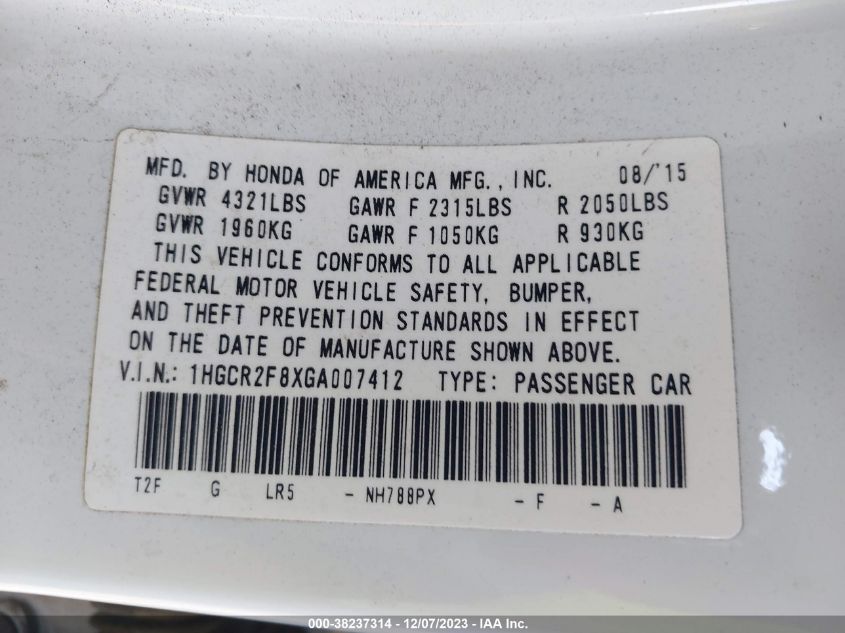 MFD. BY HONDA OF AMERICA MFG., INC. 08/'15
GVWR 4321LBS GAWR F 2315LBS R 2050LBS
GVWR 1960KG GAWR F 1050KG R 930KG
THIS VEHICLE CONFORMS TO ALL APPLICABLE
FEDERAL MOTOR VEHICLE SAFETY, BUMPER,
AND THEFT PREVENTION STANDARDS IN EFFECT
ON THE DATE OF MANUFACTURE SHOWN ABOVE.
V.I.N.: 1HGCR2F8XGA007412 TYPE: PASSENGER CAR
T2F G LR5 - NH788PX - F - A
000-38237314 - 12/07/2023 - IAA Inc.